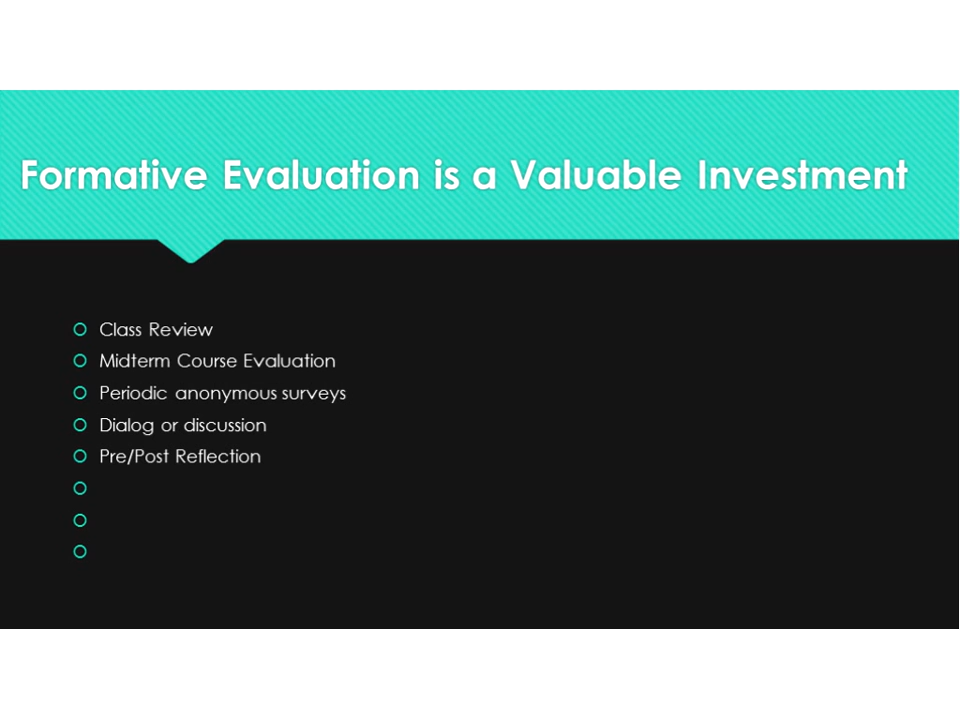 Formative Evaluation is a Valuable Investment
Class Review
Midterm Course Evaluation
Periodic anonymous surveys
Dialog or discussion
Pre/Post Reflection